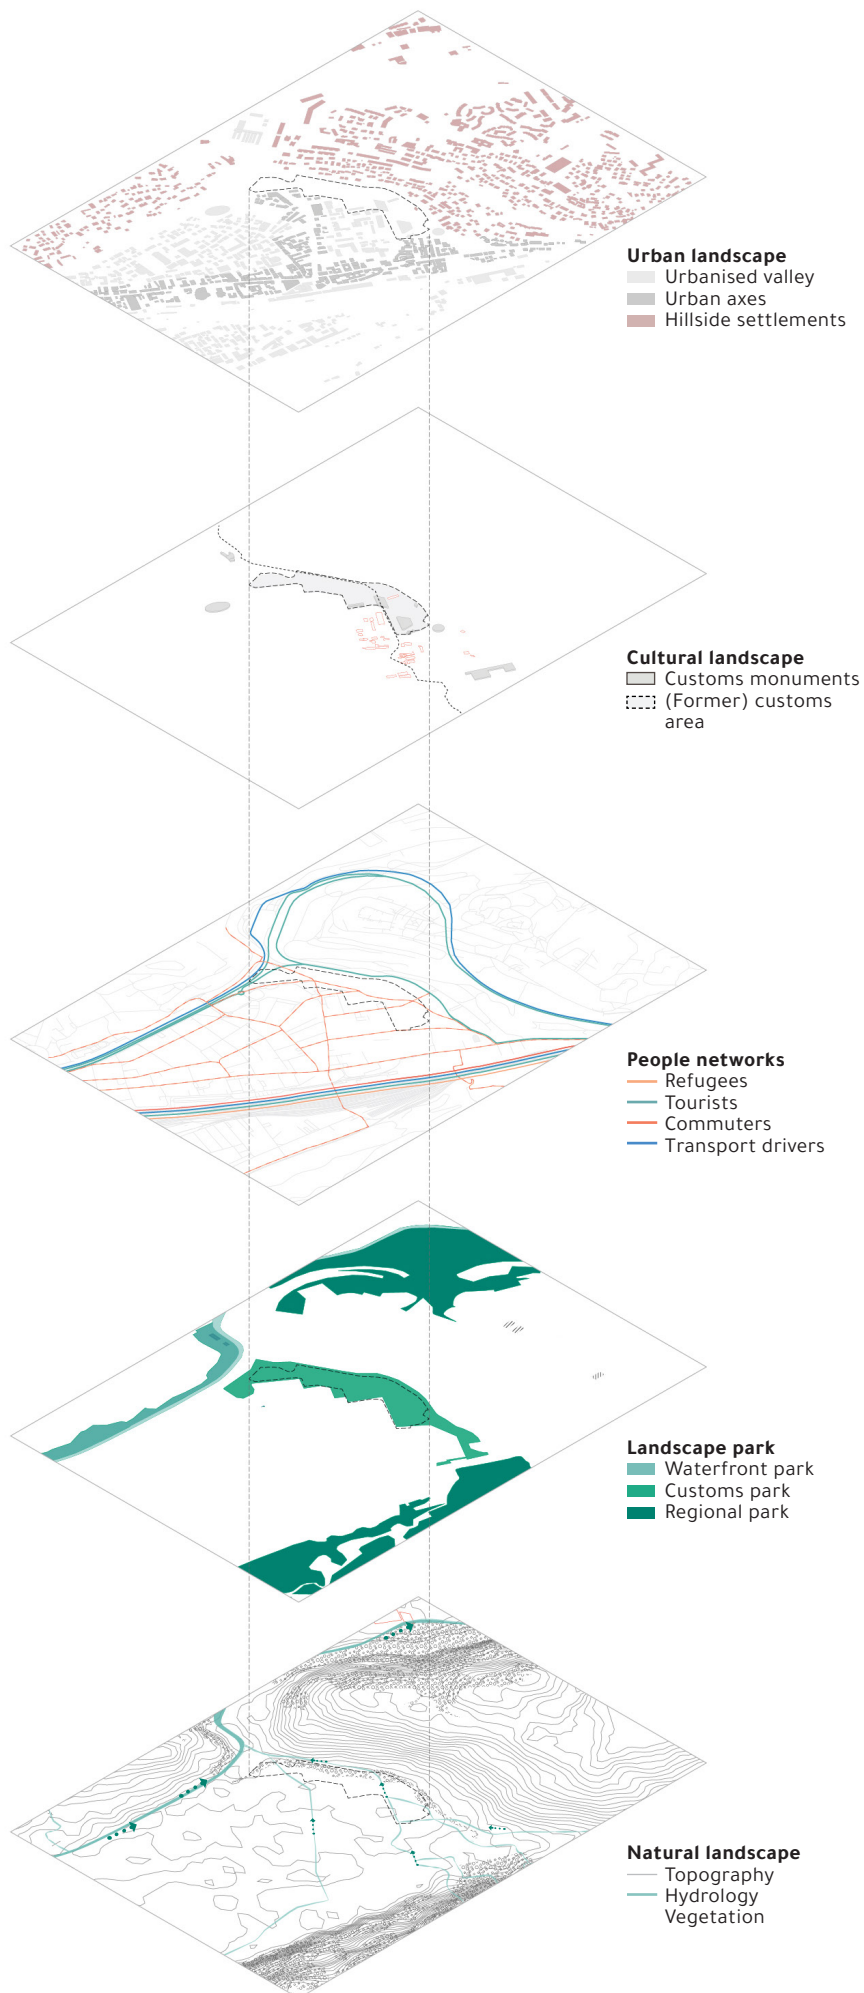 Urban landscape
Urbanised valley
Urban axes
Hillside settlements
Cultural landscape
Customs monuments
(Former) customs
area
People networks
Refugees
Tourists
Commuters
Transport drivers
Landscape park
Waterfront park
Customs park
Regional park
Natural landscape
Topography
Hydrology
Vegetation